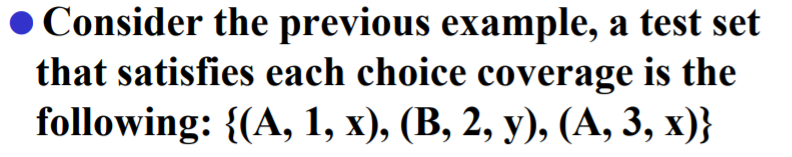 ● Consider the previous example, a test set
that satisfies each choice coverage is the
following: {(A, 1, x), (B, 2, y), (A, 3, x)}